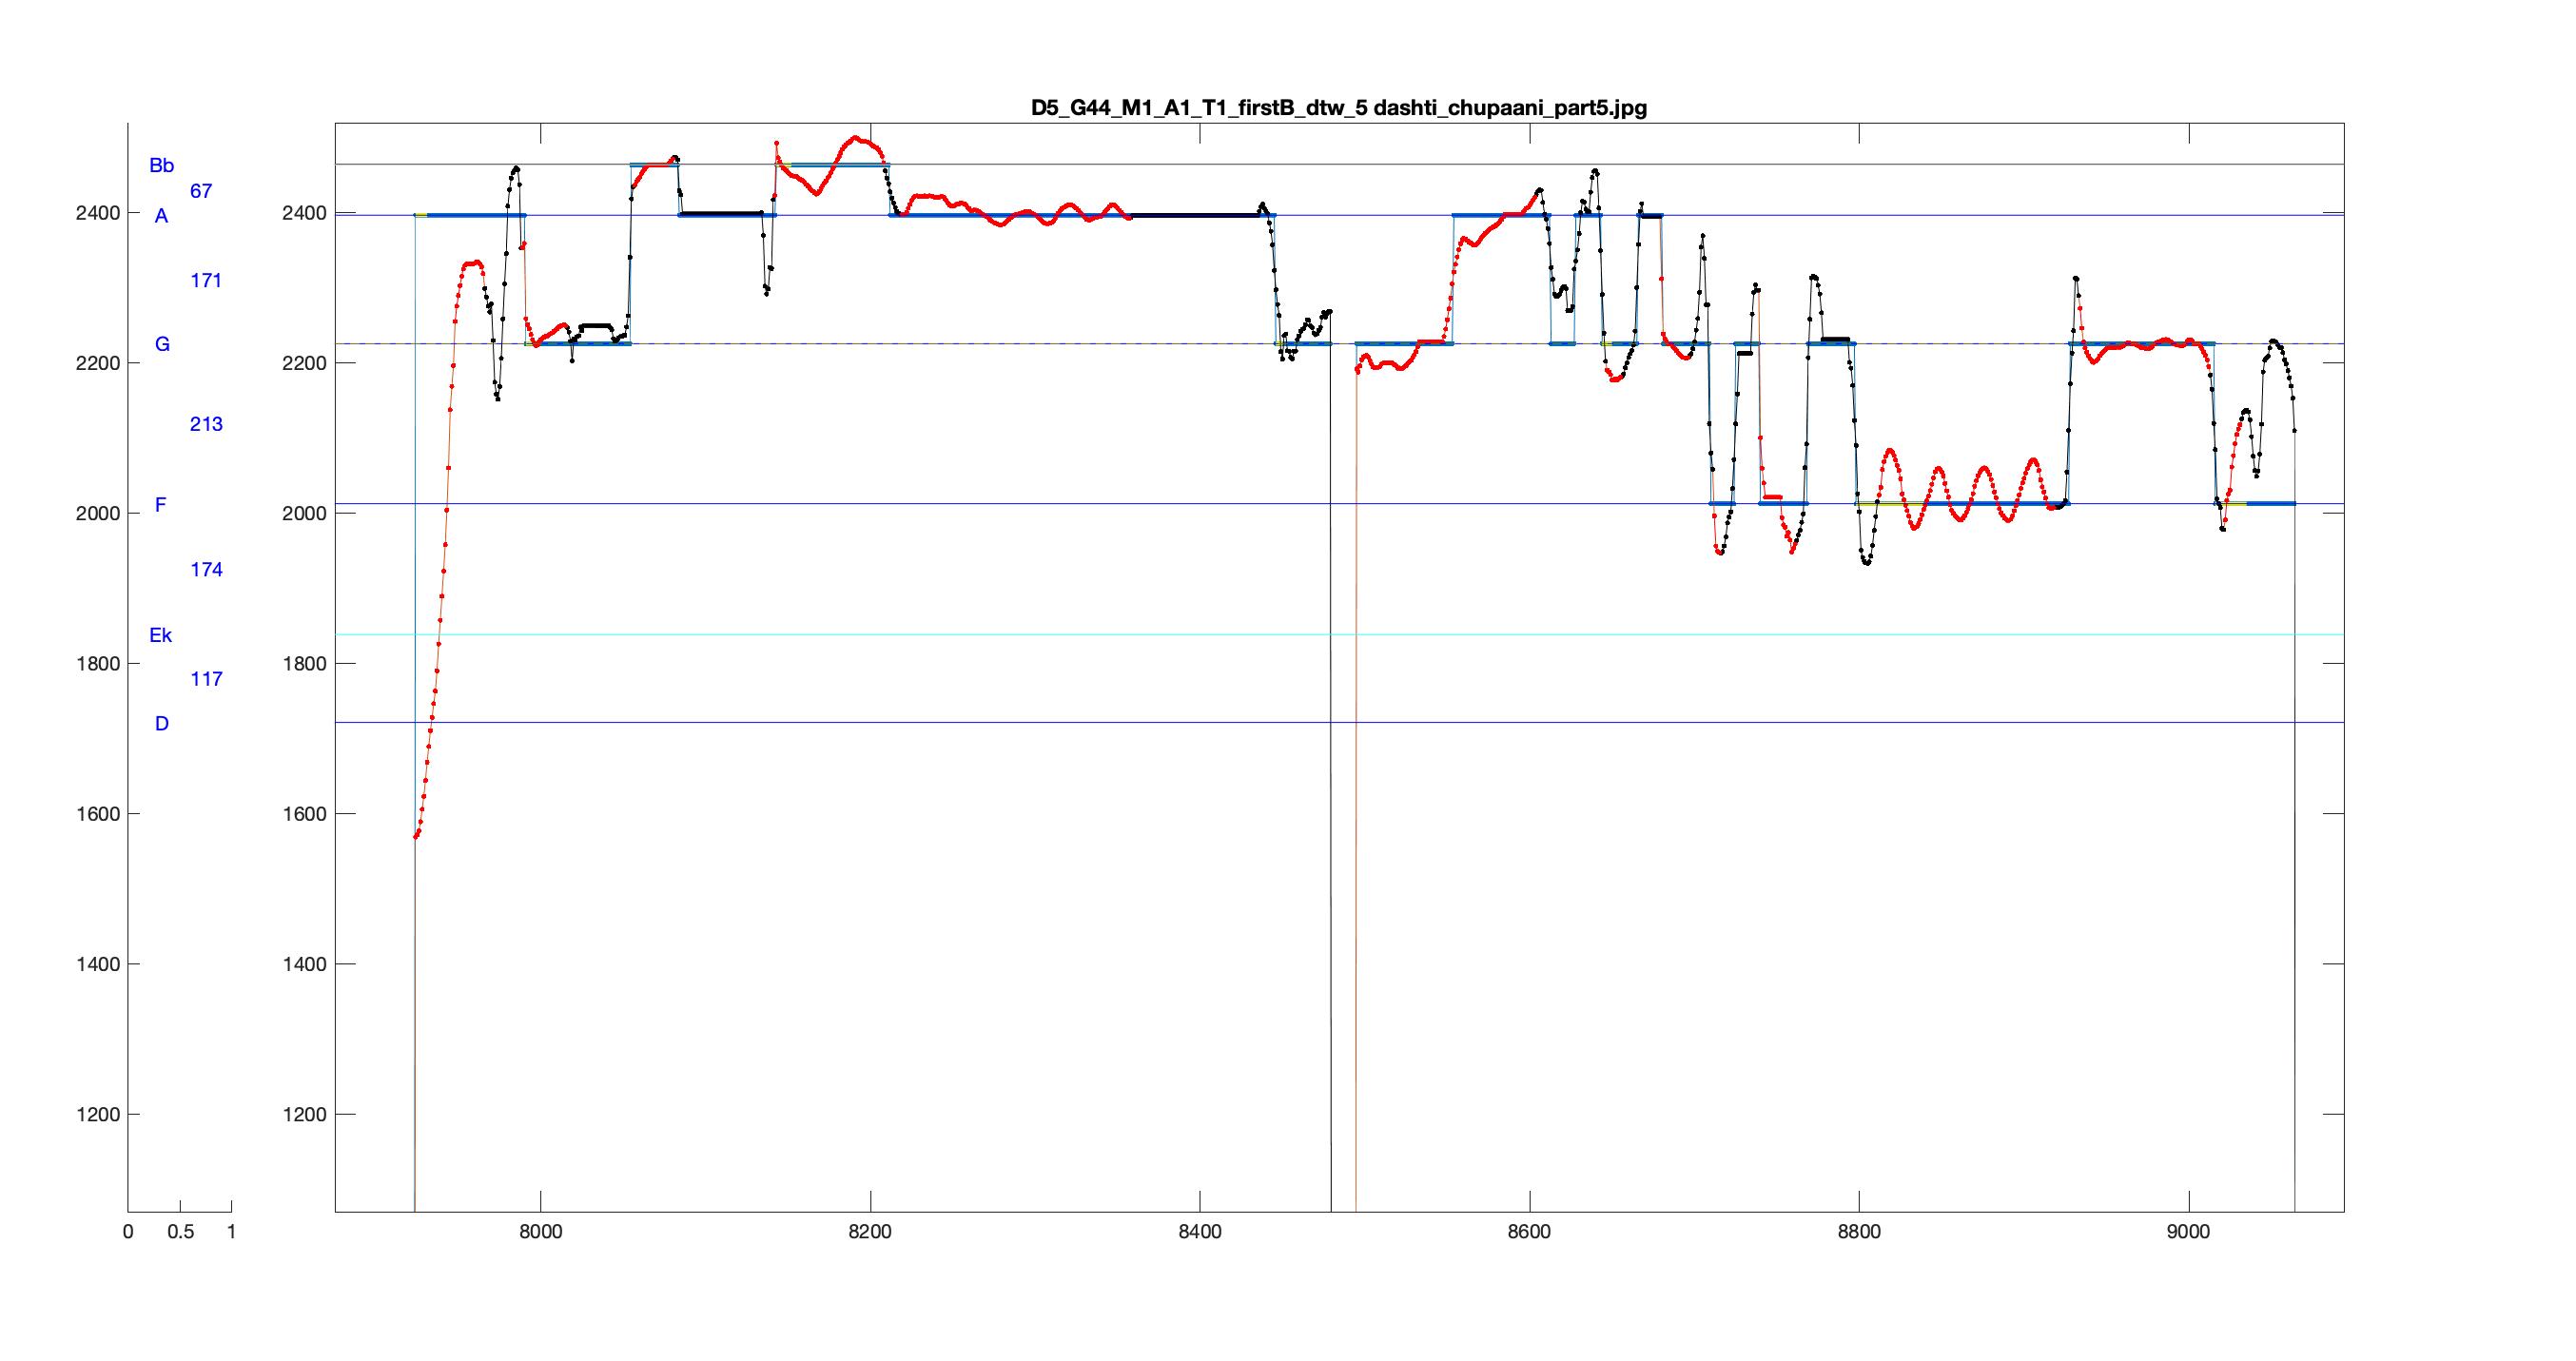 D5_G44_M1_A1_T1_firstB_dtw_5 dashti_chupaani_part5.jpg
Bb
67
2400 A 2400
171
G
2200 2200
213
F
2000 2000
174
Ek
1800 1800
117
D
1600 1600
1400 1400
1200 1200
0 0.5 1 8000 8200 8400 8600 8800 9000